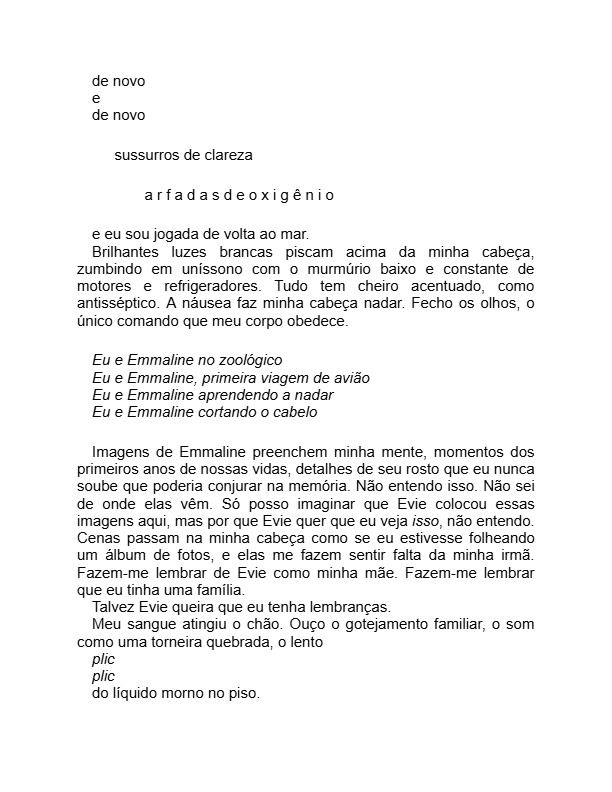 de novo
e
de novo
sussurros de clareza
a r f a d a s d e o x i g ê n i o
e eu sou jogada de volta ao mar.
Brilhantes luzes brancas piscam acima da minha cabeça,
zumbindo em uníssono com o murmúrio baixo e constante de
motores e refrigeradores. Tudo tem cheiro acentuado, como
antisséptico. A náusea faz minha cabeça nadar. Fecho os olhos, o
único comando que meu corpo obedece.
Eu e Emmaline no zoológico
Eu e Emmaline, primeira viagem de avião
Eu e Emmaline aprendendo a nadar
Eu e Emmaline cortando o cabelo
Imagens de Emmaline preenchem minha mente, momentos dos
primeiros anos de nossas vidas, detalhes de seu rosto que eu nunca
soube que poderia conjurar na memória. Não entendo isso. Não sei
de onde elas vêm. Só posso imaginar que Evie colocou essas
imagens aqui, mas por que Evie quer que eu veja isso, não entendo.
Cenas passam na minha cabeça como se eu estivesse folheando
um álbum de fotos, e elas me fazem sentir falta da minha irmã.
Fazem-me lembrar de Evie como minha mãe. Fazem-me lembrar
que eu tinha uma família.
Talvez Evie queira que eu tenha lembranças.
Meu sangue atingiu o chão. Ouço o gotejamento familiar, o som
como uma torneira quebrada, o lento
plic
plic
do líquido morno no piso.